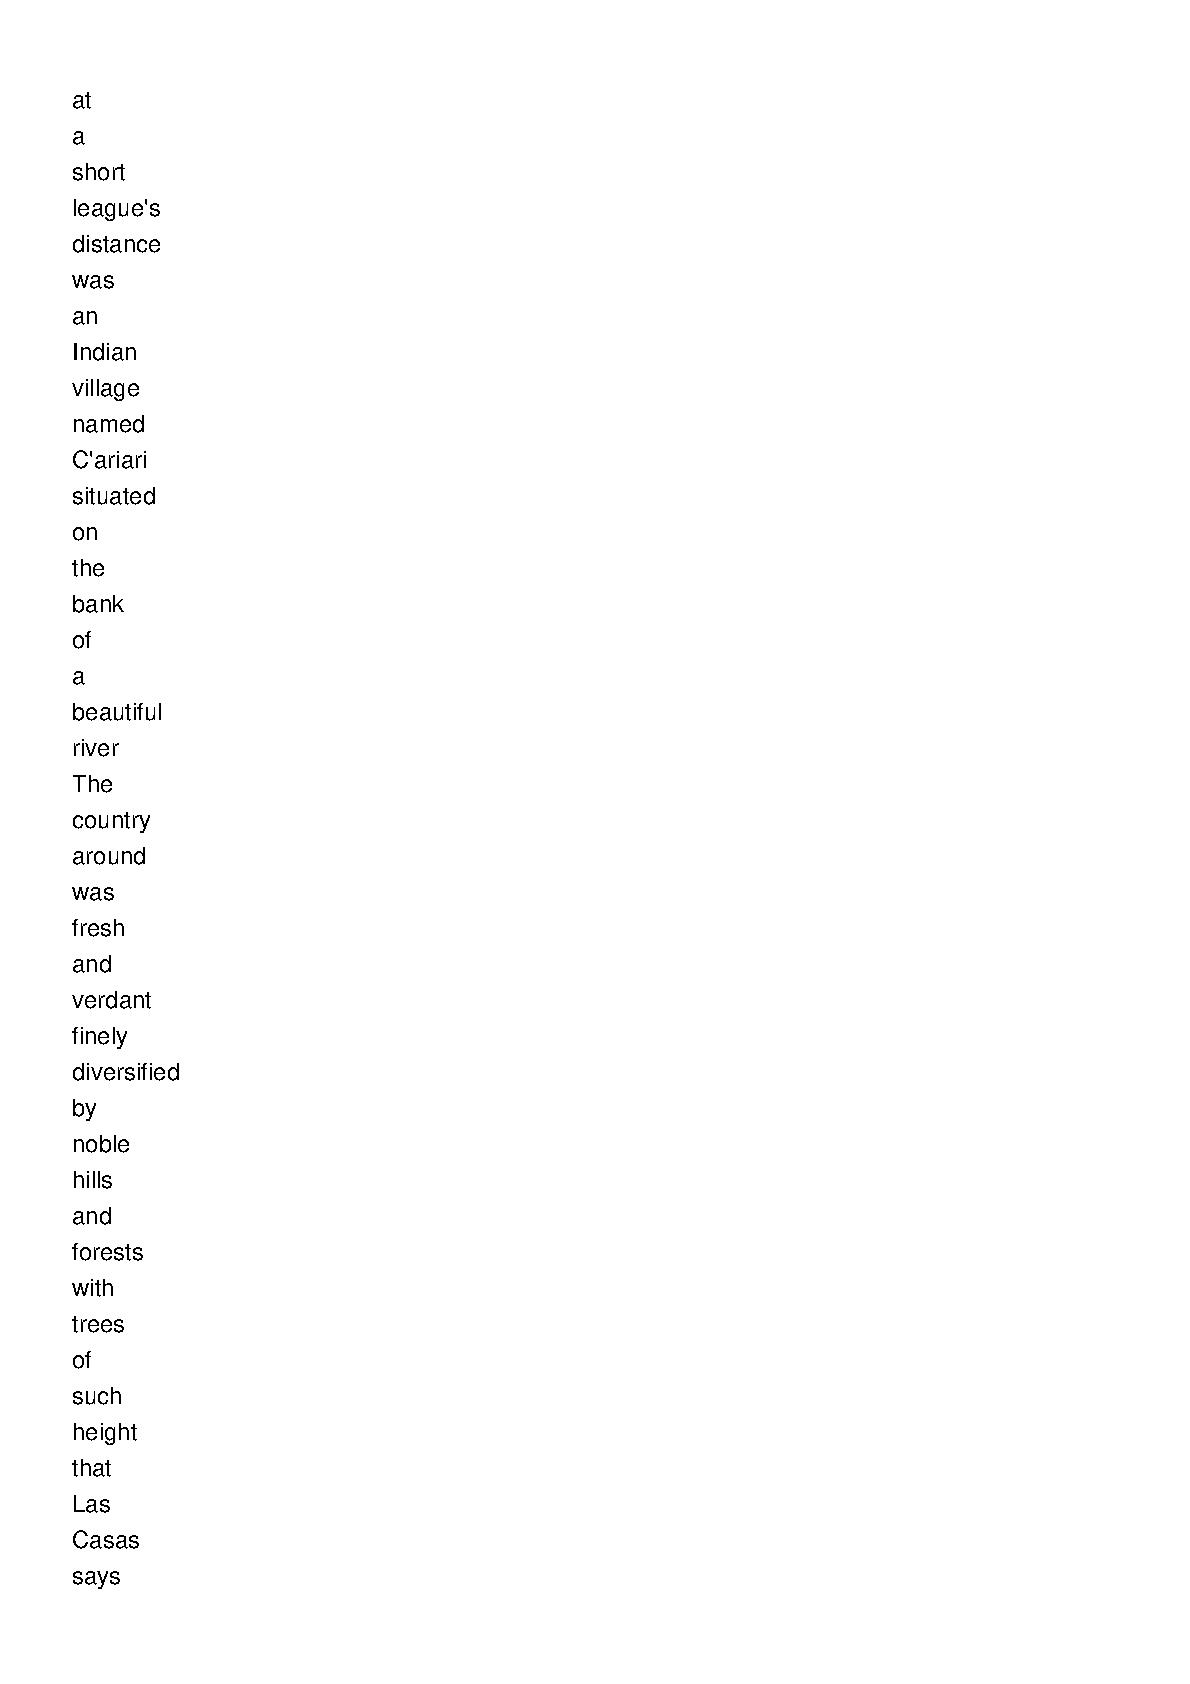 at
a
short
league's
distance
was
an
Indian
village
named
C'ariari
situated
on
the
bank
of
a
beautiful
river
The
country
around
was
fresh
and
verdant
finely
diversified
by
noble
hills
and
forests
with
trees
of
such
height
that
Las
Casas
says